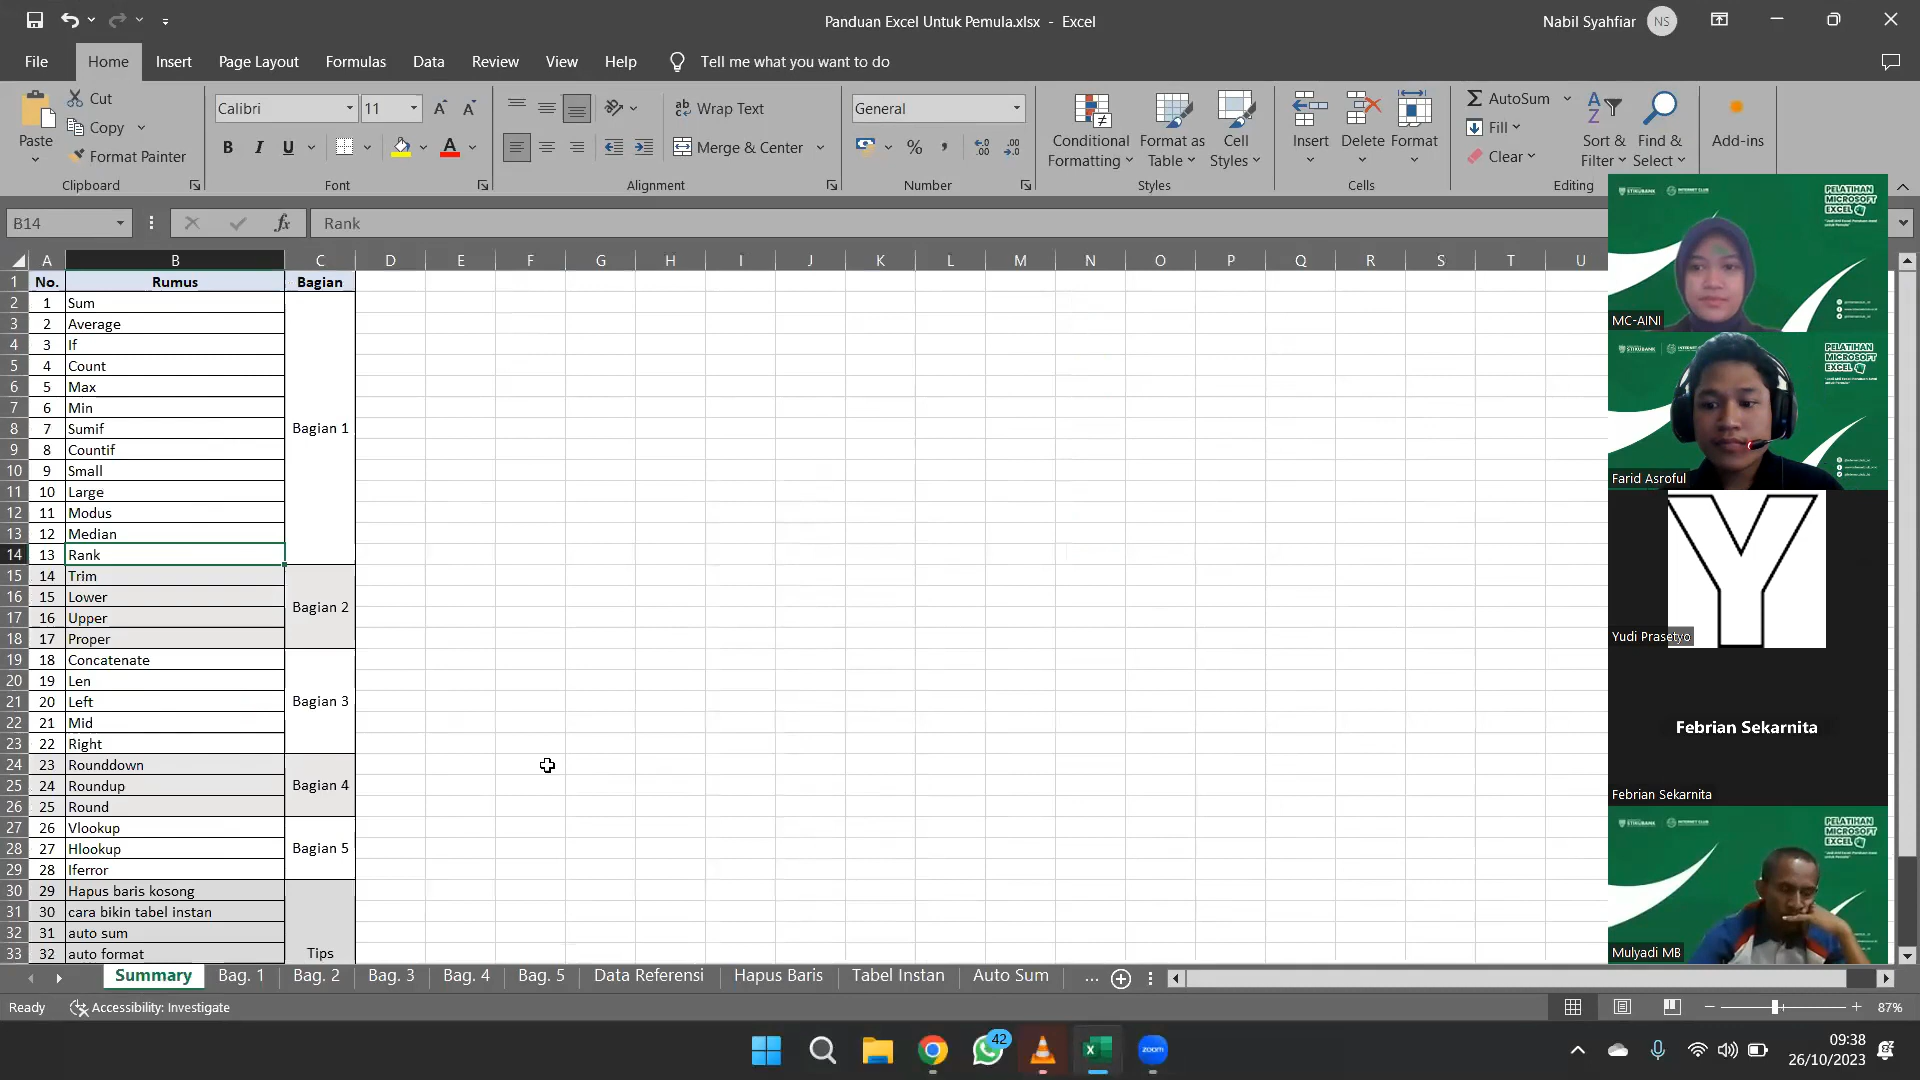 Panduan Excel Untuk Pemula.xlsx - Excel
Nabil Syahfiar NS
File Home Insert Page Layout Formulas Data Review View Help Tell me what you want to do
Paste Cut Copy Format Painter Clipboard
Calibri 11 B I U A Font
Wrap Text Merge & Center Alignment
General % , Number
Conditional Formatting Format as Table Cell Styles Styles
Insert Delete Format Cells
AutoSum Fill Clear Sort & Filter Find & Select Editing
Add-ins
B14 fx Rank
A B C D E F G H I J K L M N O P Q R S T U
1 No. Rumus Bagian
2 1 Sum
3 2 Average
4 3 If
5 4 Count
6 5 Max
7 6 Min
8 7 Sumif Bagian 1
9 8 Countif
10 9 Small
11 10 Large
12 11 Modus
13 12 Median
14 13 Rank
15 14 Trim
16 15 Lower Bagian 2
17 16 Upper
18 17 Proper
19 18 Concatenate
20 19 Len
21 20 Left Bagian 3
22 21 Mid
23 22 Right
24 23 Rounddown
25 24 Roundup Bagian 4
26 25 Round
27 26 Vlookup
28 27 Hlookup Bagian 5
29 28 Iferror
30 29 Hapus baris kosong
31 30 cara bikin tabel instan
32 31 auto sum
33 32 auto format Tips
PELATIHAN
MICROSOFT
EXCEL
MC-AINI
PELATIHAN
MICROSOFT
EXCEL
Farid Asroful
Y
Yudi Prasetyo
Febrian Sekarnita
Febrian Sekarnita
PELATIHAN
MICROSOFT
EXCEL
Mulyadi MB
Summary Bag. 1 Bag. 2 Bag. 3 Bag. 4 Bag. 5 Data Referensi Hapus Baris Tabel Instan Auto Sum ...
Ready Accessibility: Investigate 87%
42 zoom
09:38
26/10/2023